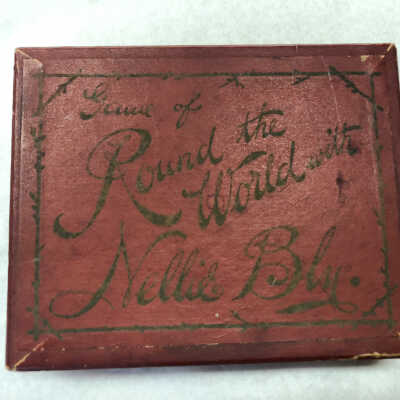 Game of
Round the
World with
Nellie Bly.